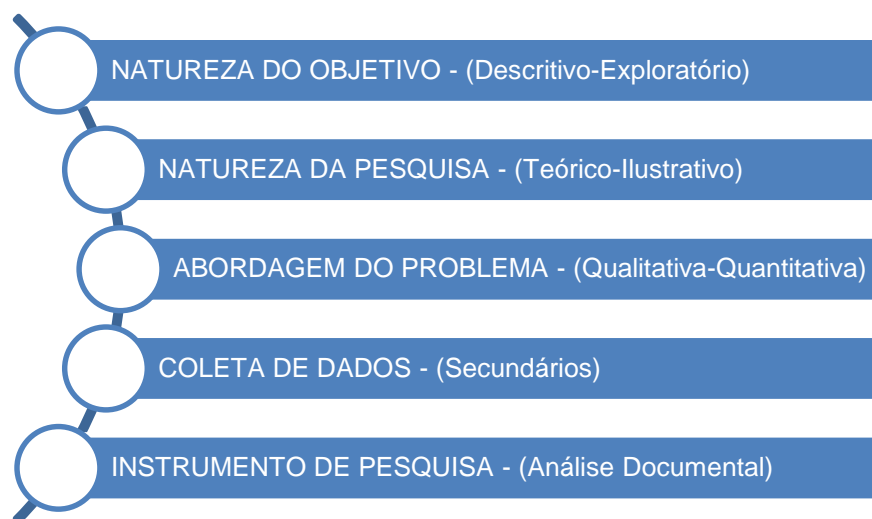 NATUREZA DO OBJETIVO - (Descritivo-Exploratório)
NATUREZA DA PESQUISA - (Teórico-Ilustrativo)
ABORDAGEM DO PROBLEMA - (Qualitativa-Quantitativa)
COLETA DE DADOS - (Secundários)
INSTRUMENTO DE PESQUISA - (Análise Documental)